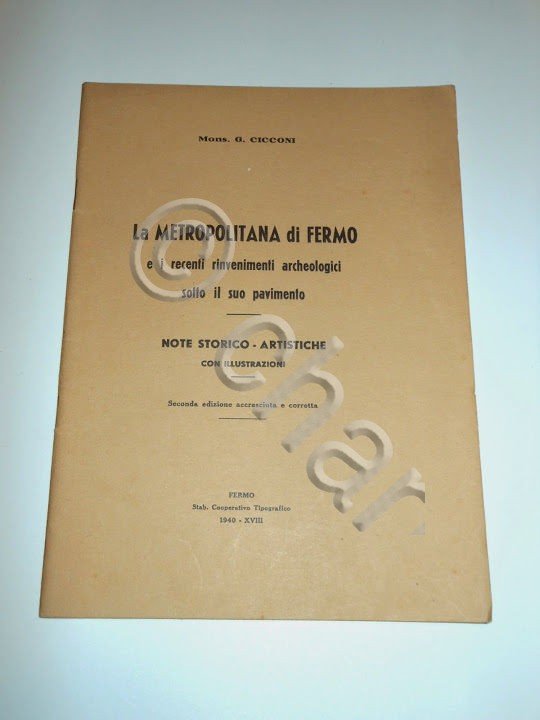 Mons. G. CICCONI
La METROPOLITANA di FERMO
e i recenti rinvenimenti archeologici
sotto il suo pavimento
NOTE STORICO - ARTISTICHE
CON ILLUSTRAZIONI
Seconda edizione accresciuta e corretta
FERMO
Stab. Cooperativo Tipografico
1940 - XVIII
© char